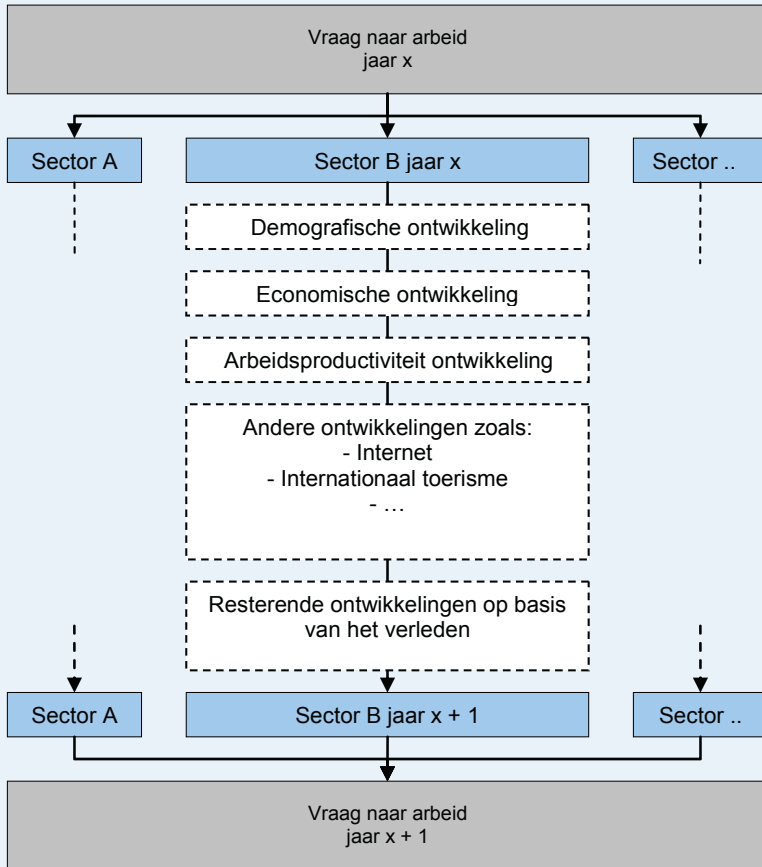 Vraag naar arbeid
jaar x
Sector A
Sector B jaar x
Sector ..
Demografische ontwikkeling
Economische ontwikkeling
Arbeidsproductiviteit ontwikkeling
Andere ontwikkelingen zoals:
- Internet
- Internationaal toerisme
- …
Resterende ontwikkelingen op basis
van het verleden
Sector A
Sector B jaar x + 1
Sector ..
Vraag naar arbeid
jaar x + 1